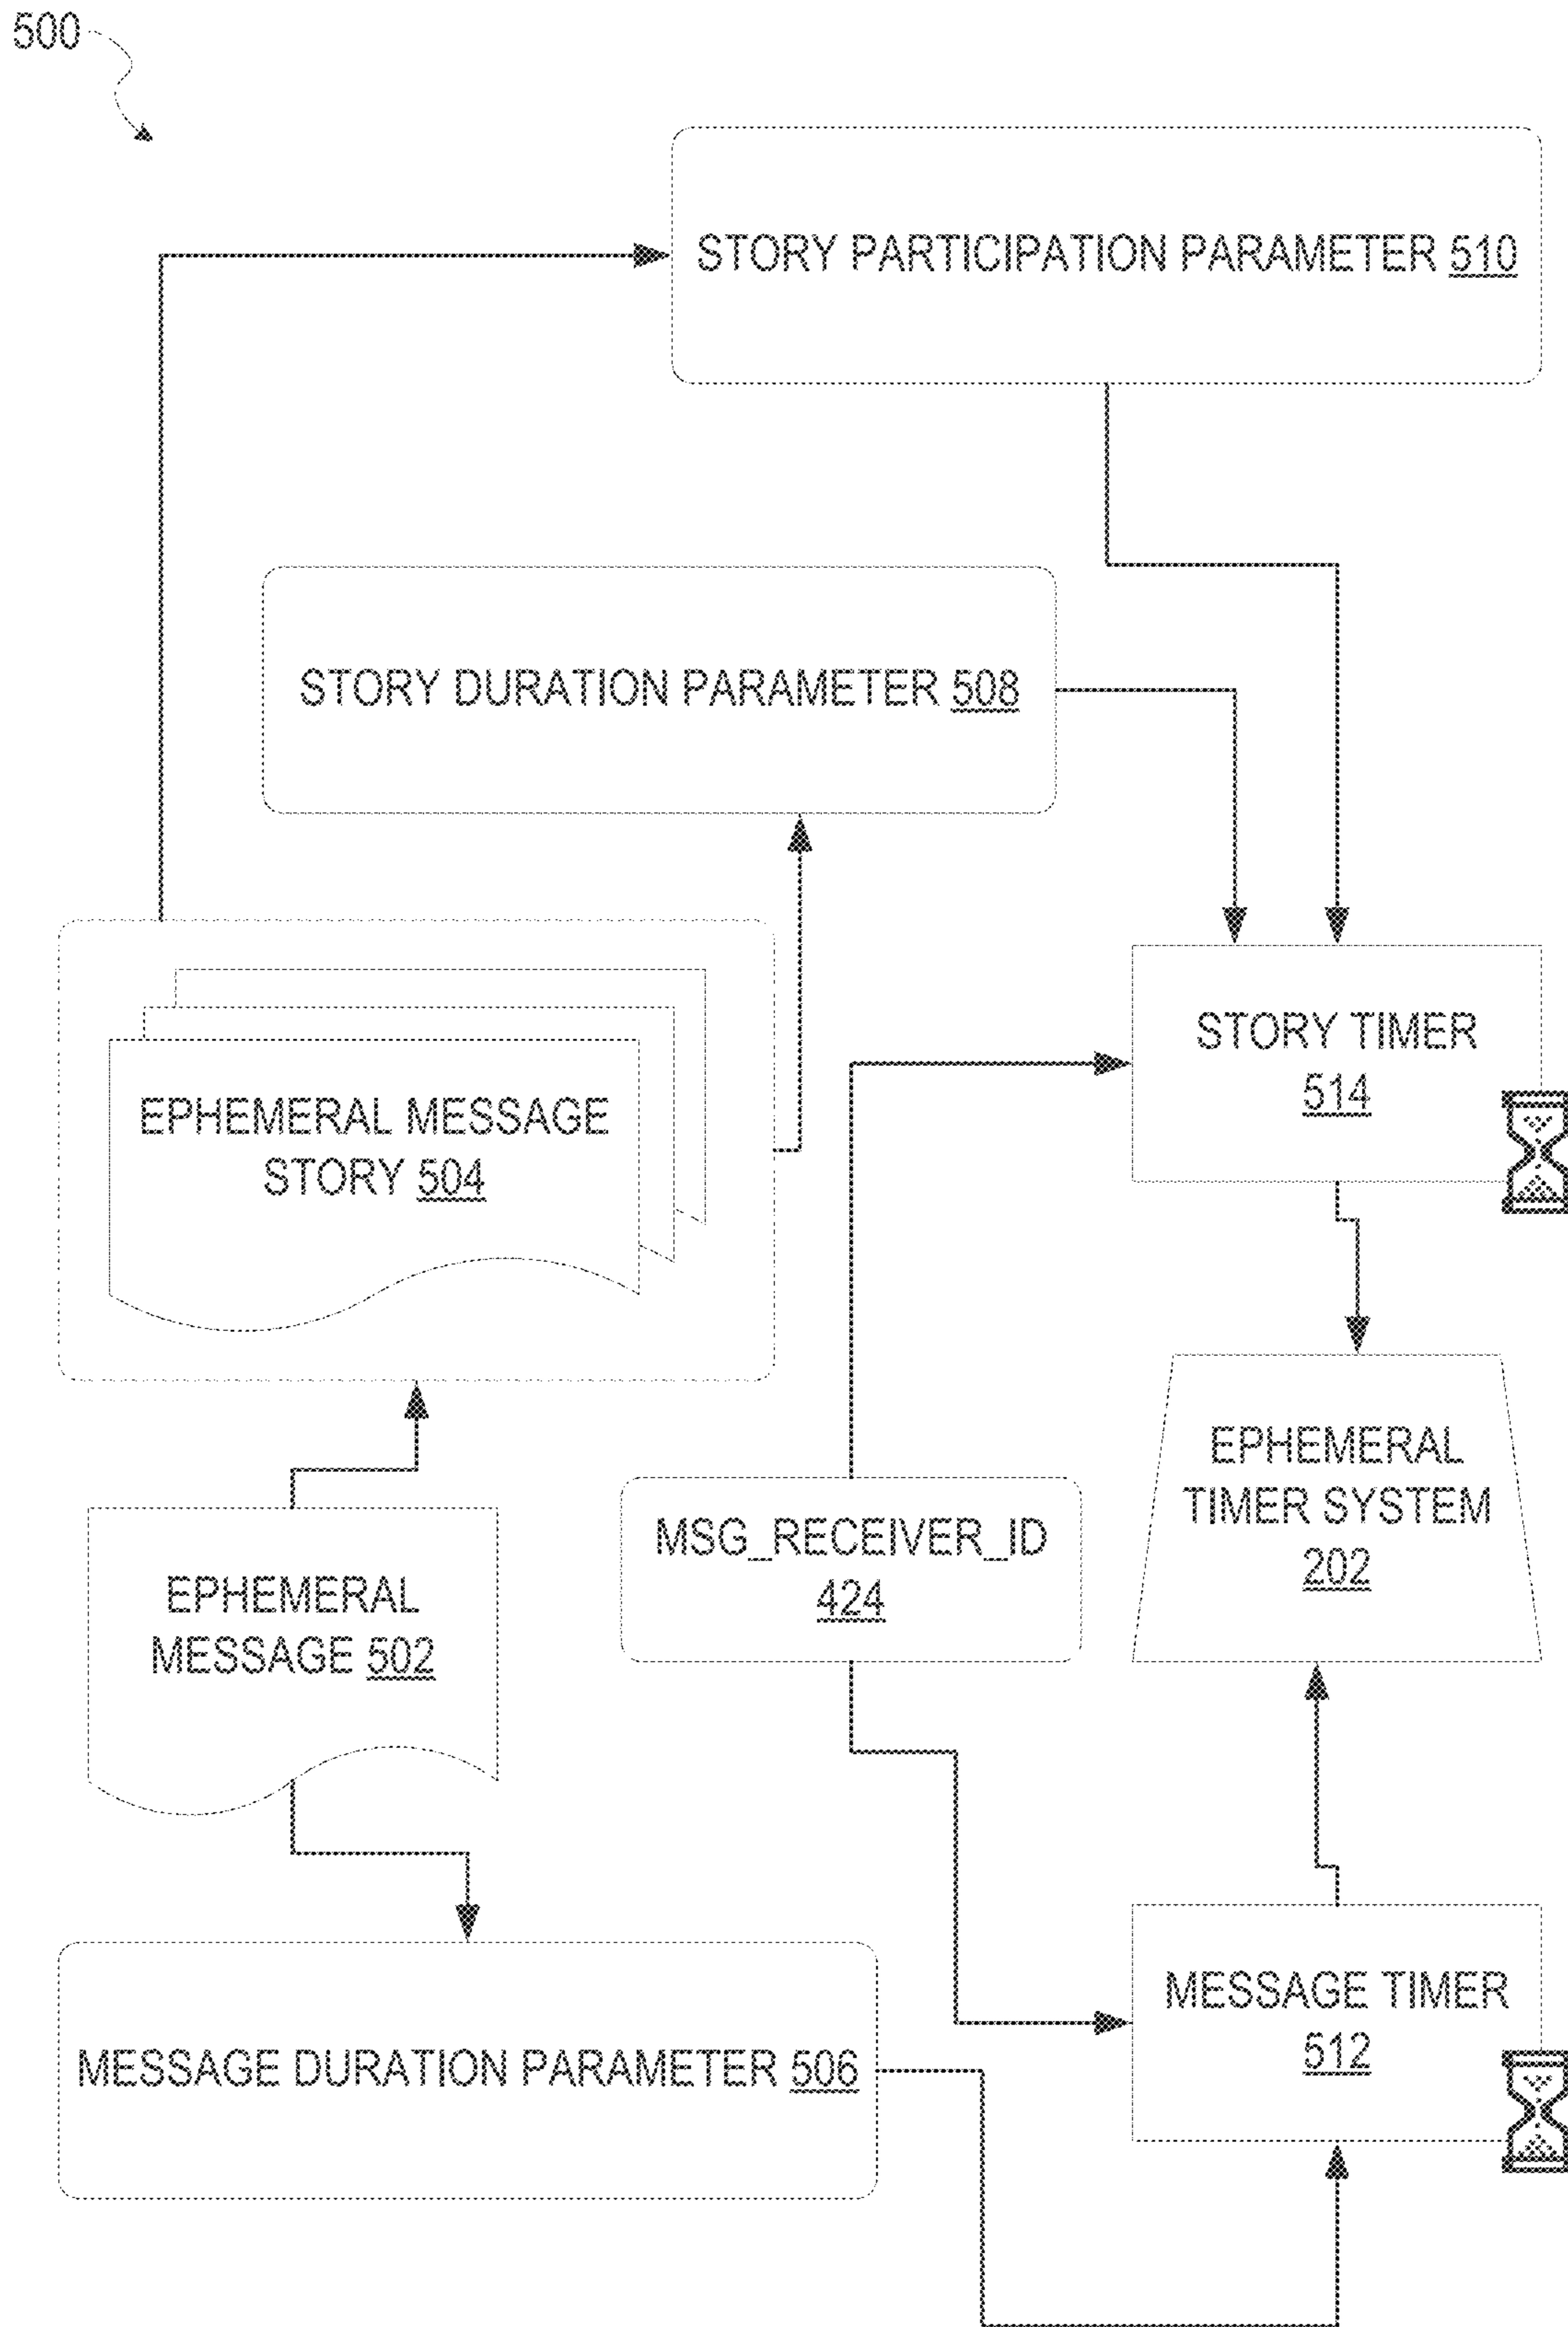 500
STORY PARTICIPATION PARAMETER 510
STORY DURATION PARAMETER 508
STORY TIMER
514
EPHEMERAL MESSAGE
STORY 504
EPHEMERAL
TIMER SYSTEM
202
MSG_RECEIVER_ID
424
EPHEMERAL
MESSAGE 502
MESSAGE TIMER
512
MESSAGE DURATION PARAMETER 506